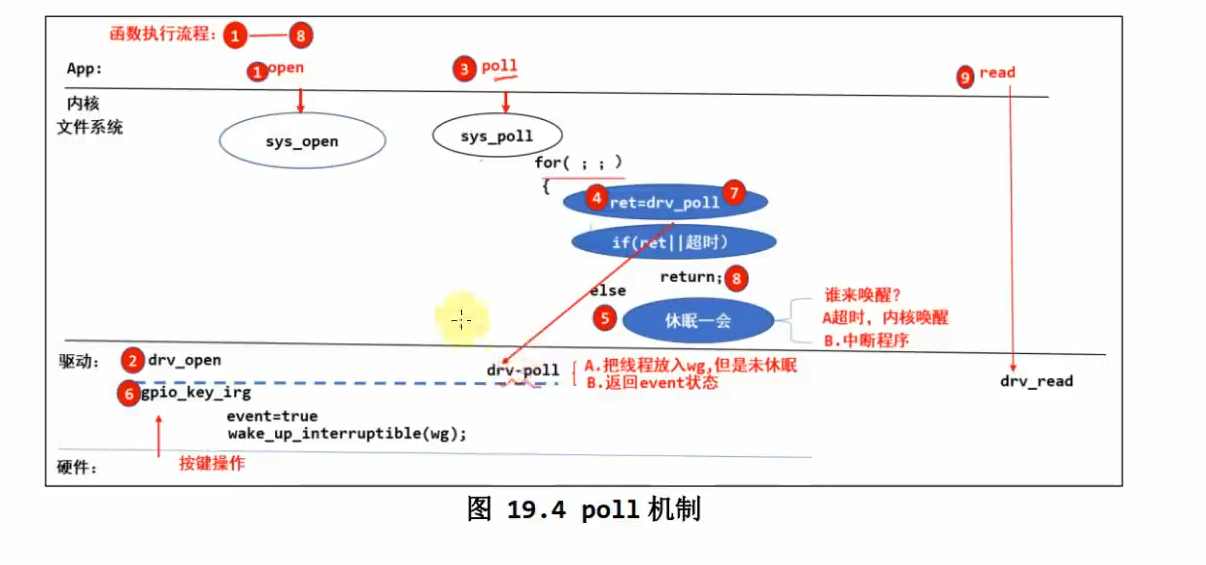 函数执行流程： 1 8
App: 1 open 3 poll 9 read
内核
文件系统
sys_open sys_poll
for( ; ; )
{
4 ret=drv_poll 7
if(ret||超时）
return; 8
else
5 休眠一会
谁来唤醒？
A超时, 内核唤醒
B.中断程序
驱动： 2 drv_open
drv-poll
A.把线程放入wg,但是未休眠
B.返回event状态
drv_read
6 gpio_key_irg
event=true
wake_up_interruptible(wg);
按键操作
硬件：
图 19.4 poll 机制